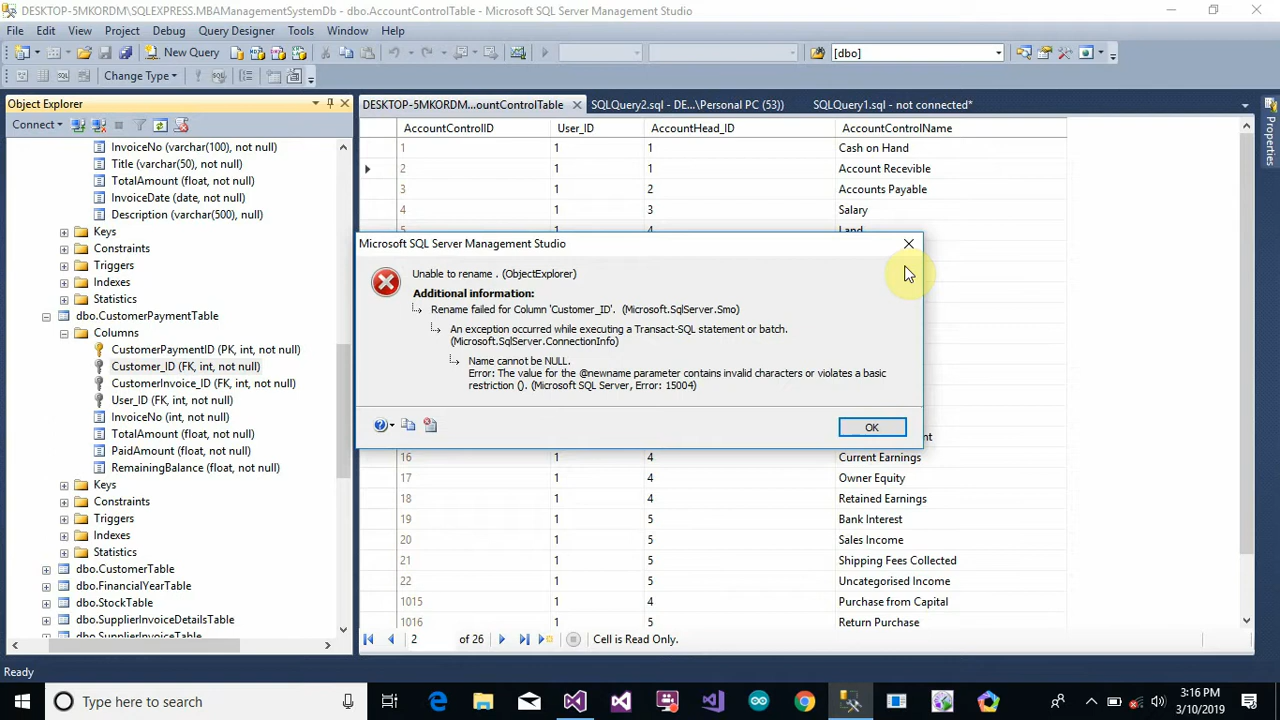 DESKTOP-5MKORDM\SQLEXPRESS.MBAManagementSystemDb - dbo.AccountControlTable - Microsoft SQL Server Management Studio
File Edit View Project Debug Query Designer Tools Window Help
New Query [dbo]
Change Type
Object Explorer
Connect
InvoiceNo (varchar(100), not null)
Title (varchar(50), not null)
TotalAmount (float, not null)
InvoiceDate (date, not null)
Description (varchar(500), null)
Keys
Constraints
Triggers
Indexes
Statistics
dbo.CustomerPaymentTable
Columns
CustomerPaymentID (PK, int, not null)
Customer_ID (FK, int, not null)
CustomerInvoice_ID (FK, int, not null)
User_ID (FK, int, not null)
InvoiceNo (int, not null)
TotalAmount (float, not null)
PaidAmount (float, not null)
RemainingBalance (float, not null)
Keys
Constraints
Triggers
Indexes
Statistics
dbo.CustomerTable
dbo.FinancialYearTable
dbo.StockTable
dbo.SupplierInvoiceDetailsTable
dbo.SupplierInvoiceTable
DESKTOP-5MKORDM...ountControlTable SQLQuery2.sql - DE...\Personal PC (53)) SQLQuery1.sql - not connected*
AccountControlID User_ID AccountHead_ID AccountControlName
1 1 1 Cash on Hand
2 1 1 Account Recevible
3 1 2 Accounts Payable
4 1 3 Salary
5 1 4 Land
Microsoft SQL Server Management Studio
Unable to rename . (ObjectExplorer)
Additional information:
Rename failed for Column 'Customer_ID'. (Microsoft.SqlServer.Smo)
An exception occurred while executing a Transact-SQL statement or batch.
(Microsoft.SqlServer.ConnectionInfo)
Name cannot be NULL.
Error: The value for the @newname parameter contains invalid characters or violates a basic
restriction (). (Microsoft SQL Server, Error: 15004)
OK
16 1 4 Current Earnings
17 1 4 Owner Equity
18 1 4 Retained Earnings
19 1 5 Bank Interest
20 1 5 Sales Income
21 1 5 Shipping Fees Collected
22 1 5 Uncategorised Income
1015 1 4 Purchase from Capital
1016 1 5 Return Purchase
2 of 26 Cell is Read Only.
Properties
Ready
Type here to search
3:16 PM
3/10/2019